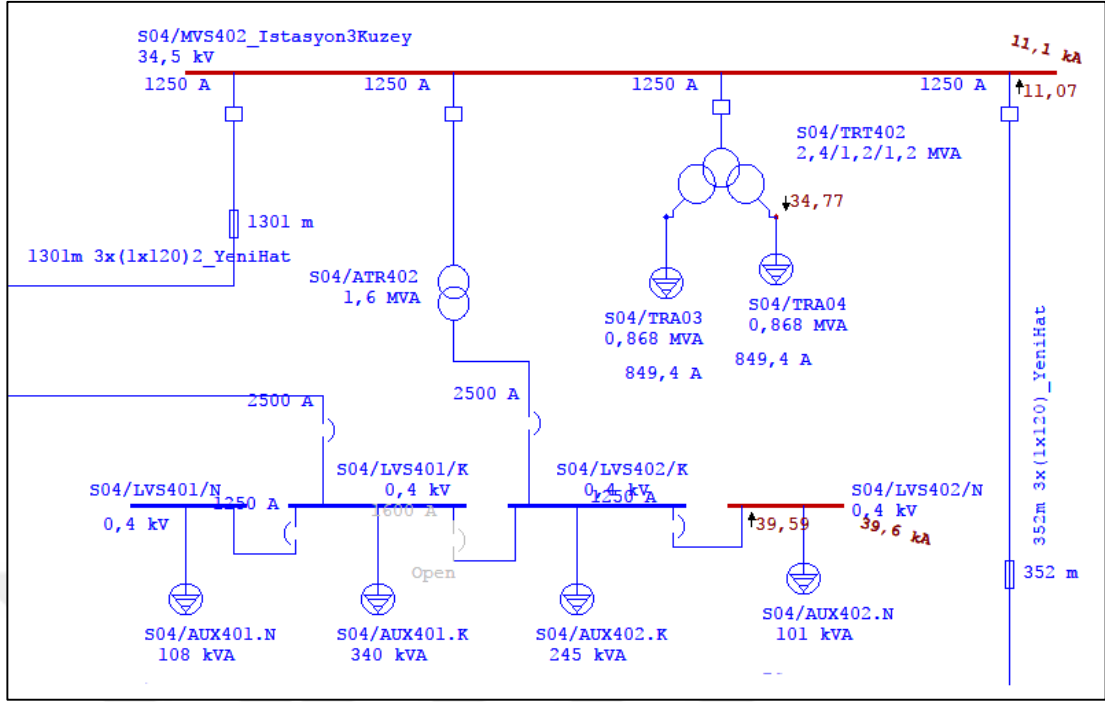 S04/MVS402_Istasyon3Kuzey
34,5 kV
11,1 kA
1250 A
1250 A
1250 A
1250 A
11,07
S04/TRT402
2,4/1,2/1,2 MVA
34,77
1301 m
1301m 3x(1x120)2_YeniHat
S04/ATR402
1,6 MVA
S04/TRA03
0,868 MVA
849,4 A
S04/TRA04
0,868 MVA
849,4 A
352m 3x(1x120)_YeniHat
352 m
2500 A
2500 A
S04/LVS401/N
0,4 kV
1250 A
S04/LVS401/K
0,4 kV
1600 A
Open
S04/LVS402/K
0,4 kV
1250 A
S04/LVS402/N
0,4 kV
39,59
39,6 kA
S04/AUX401.N
108 kVA
S04/AUX401.K
340 kVA
S04/AUX402.K
245 kVA
S04/AUX402.N
101 kVA